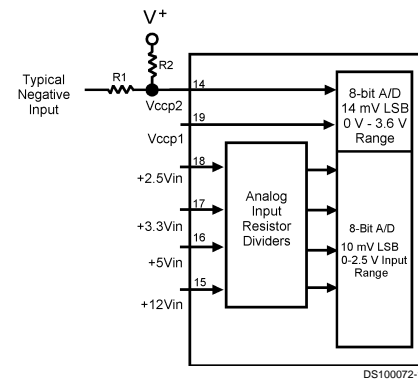 V+
R2
Typical
Negative
Input
R1
14
Vccp2
19
Vccp1
8-bit A/D
14 mV LSB
0 V - 3.6 V
Range
18
+2.5Vin
17
+3.3Vin
16
+5Vin
15
+12Vin
Analog
Input
Resistor
Dividers
8-Bit A/D
10 mV LSB
0-2.5 V Input
Range
DS100072-